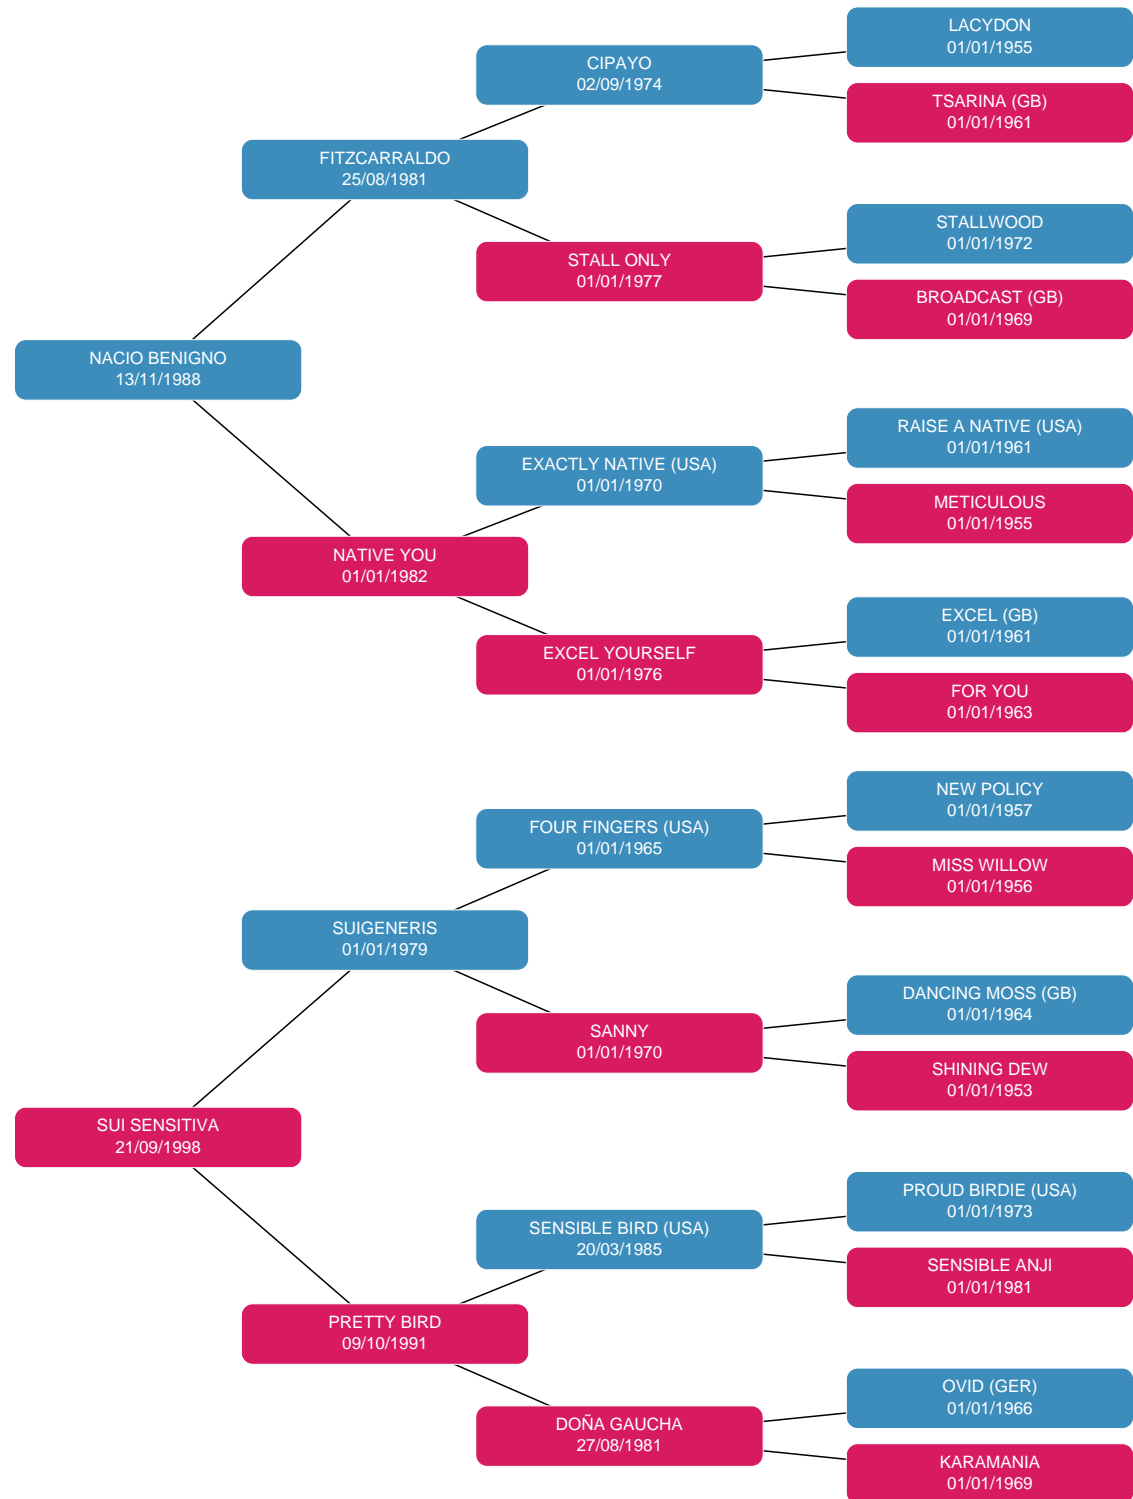 LACYDON
01/01/1955
CIPAYO
02/09/1974
TSARINA (GB)
01/01/1961
FITZCARRALDO
25/08/1981
STALLWOOD
01/01/1972
STALL ONLY
01/01/1977
BROADCAST (GB)
01/01/1969
NACIO BENIGNO
13/11/1988
RAISE A NATIVE (USA)
01/01/1961
EXACTLY NATIVE (USA)
01/01/1970
METICULOUS
01/01/1955
NATIVE YOU
01/01/1982
EXCEL (GB)
01/01/1961
EXCEL YOURSELF
01/01/1976
FOR YOU
01/01/1963
NEW POLICY
01/01/1957
FOUR FINGERS (USA)
01/01/1965
MISS WILLOW
01/01/1956
SUIGENERIS
01/01/1979
DANCING MOSS (GB)
01/01/1964
SANNY
01/01/1970
SHINING DEW
01/01/1953
SUI SENSITIVA
21/09/1998
PROUD BIRDIE (USA)
01/01/1973
SENSIBLE BIRD (USA)
20/03/1985
SENSIBLE ANJI
01/01/1981
PRETTY BIRD
09/10/1991
OVID (GER)
01/01/1966
DOÑA GAUCHA
27/08/1981
KARAMANIA
01/01/1969